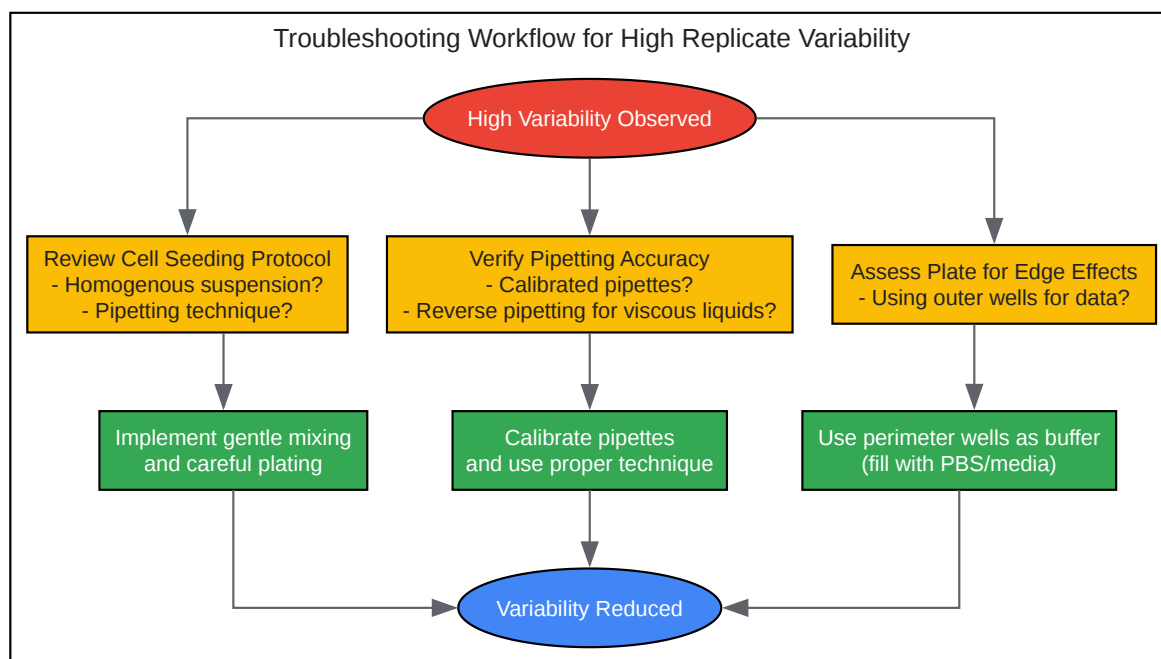 Troubleshooting Workflow for High Replicate Variability
High Variability Observed
Review Cell Seeding Protocol
- Homogenous suspension?
- Pipetting technique?
Verify Pipetting Accuracy
- Calibrated pipettes?
- Reverse pipetting for viscous liquids?
Assess Plate for Edge Effects
- Using outer wells for data?
Implement gentle mixing
and careful plating
Calibrate pipettes
and use proper technique
Use perimeter wells as buffer
(fill with PBS/media)
Variability Reduced